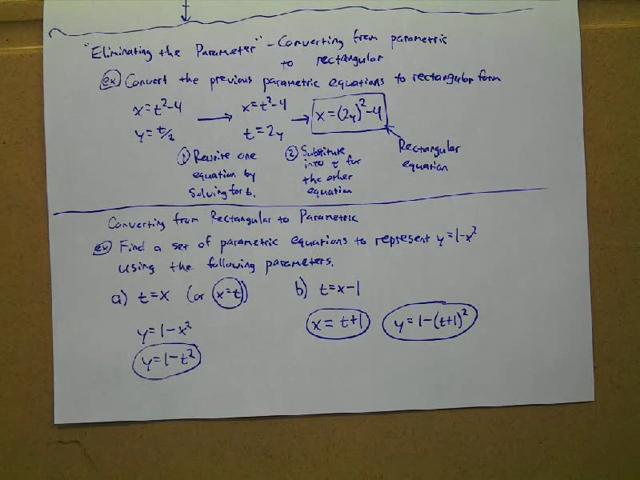 "Eliminating the Parameter" - Converting from parametric
to rectangular
ex Convert the previous parametric equations to rectangular form
x=t²-4 → x=t²-4 → x=(2y)²-4
y=t/2 t=2y
① Rewrite one
equation by
solving for t.
② Substitute
into t for
the other
equation
Rectangular
equation
Converting from Rectangular to Parametric
ex Find a set of parametric equations to represent y=1-x²
using the following parameters.
a) t=x (or x=t) b) t=x-1
x=t+1 y=1-(t+1)²
y=1-x²
y=1-t²